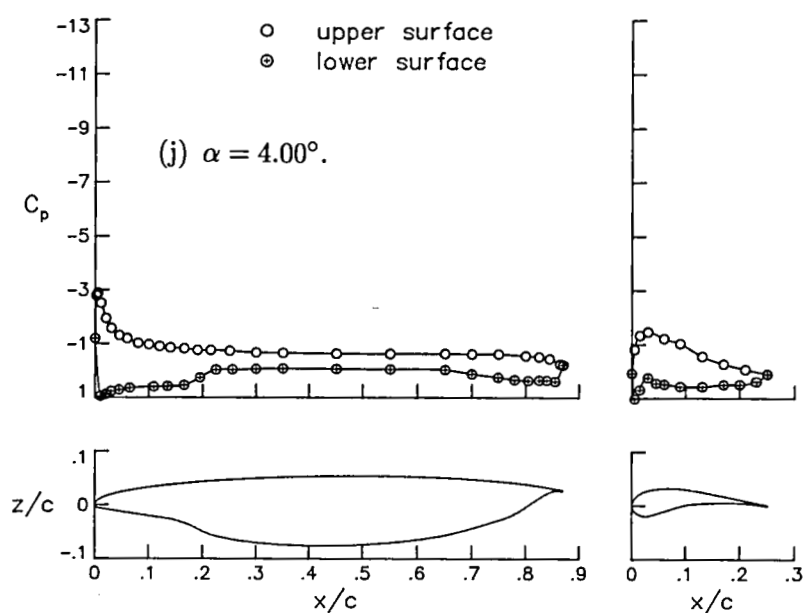 -13
upper surface
lower surface
-11
-9
(j) α = 4.00°.
-7
C_p
-5
-3
-1
1
.1
z/c 0
-.1
0 .1 .2 .3 .4 .5 .6 .7 .8 .9 0 .1 .2 .3
x/c x/c